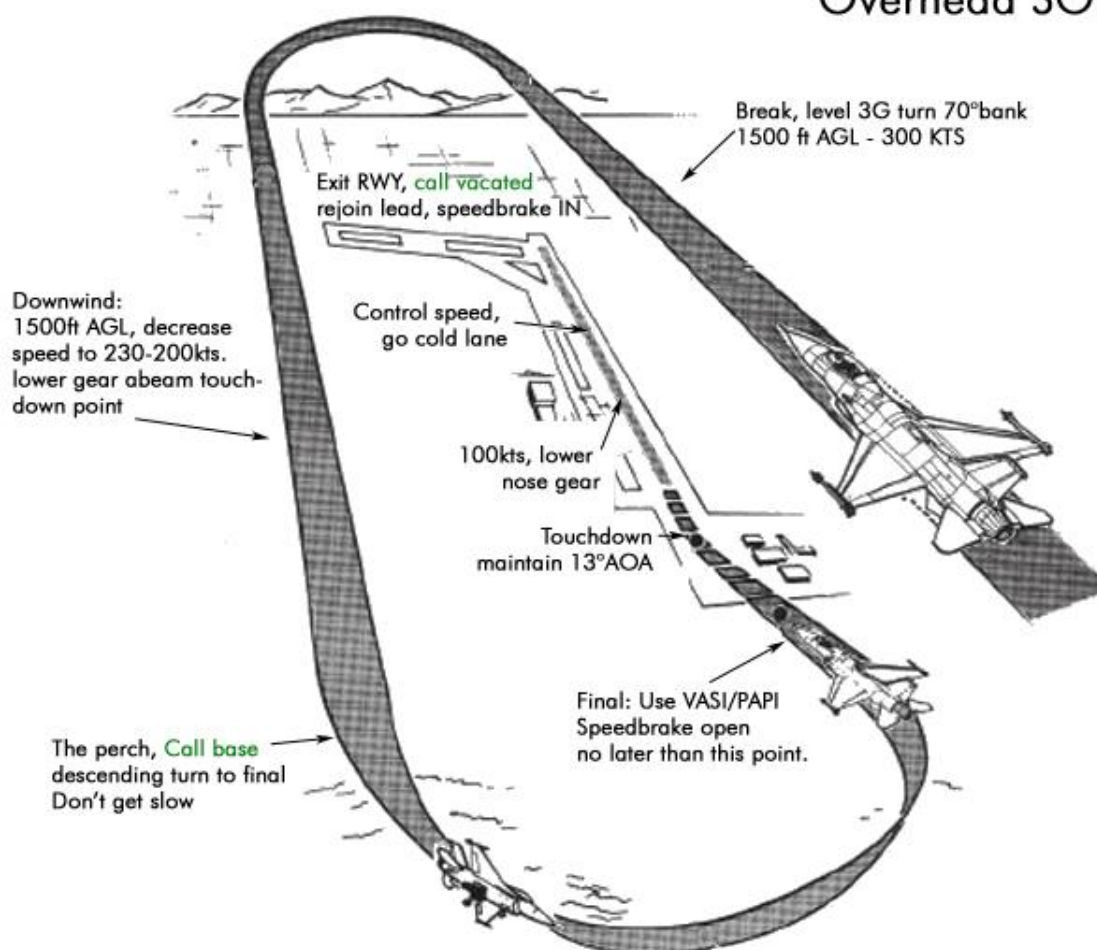 Break, level 3G turn 70°bank
1500 ft AGL - 300 KTS
Exit RWY, call vacated
rejoin lead, speedbrake IN
Downwind:
1500ft AGL, decrease
speed to 230-200kts.
lower gear abeam touch-
down point
Control speed,
go cold lane
100kts, lower
nose gear
Touchdown
maintain 13°AOA
Final: Use VASI/PAPI
Speedbrake open
no later than this point.
The perch, Call base
descending turn to final
Don't get slow